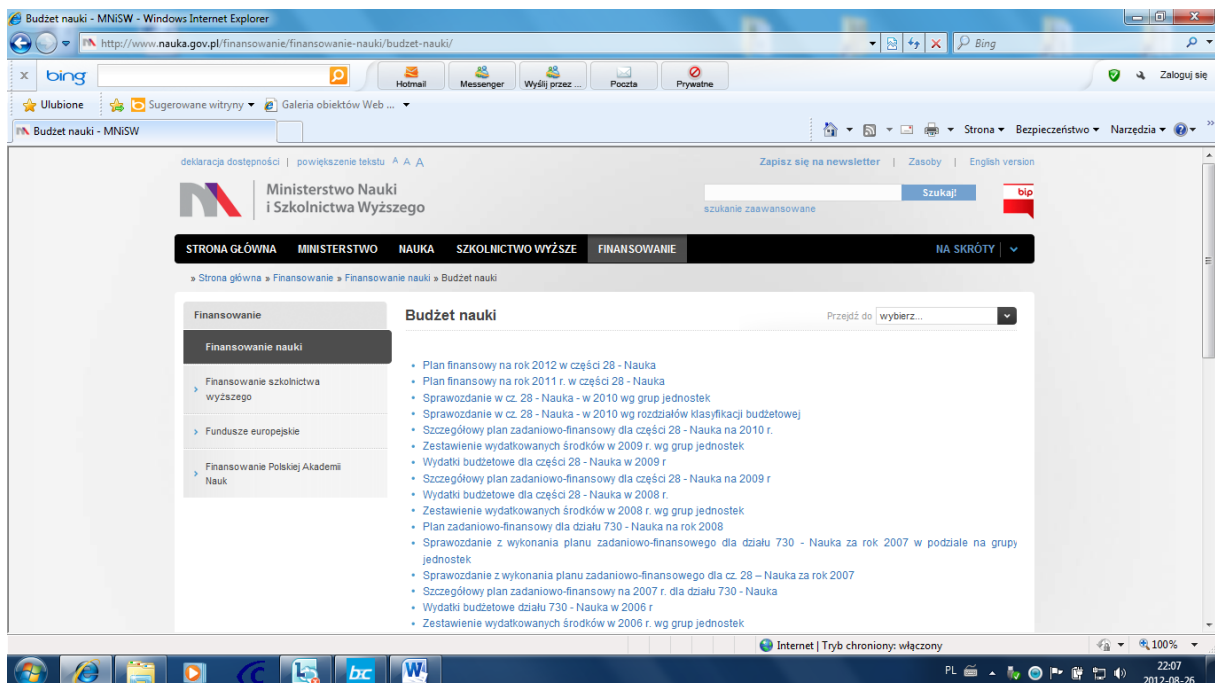 Budżet nauki - MNiSW - Windows Internet Explorer
http://www.nauka.gov.pl/finansowanie/finansowanie-nauki/budzet-nauki/
Bing
x bing
Hotmail Messenger Wyślij przez ... Poczta Prywatne
Zaloguj się
Ulubione Sugerowane witryny Galeria obiektów Web ...
Budżet nauki - MNiSW
Strona Bezpieczeństwo Narzędzia
deklaracja dostępności | powiększenie tekstu A A A
Zapisz się na newsletter | Zasoby | English version
Ministerstwo Nauki
i Szkolnictwa Wyższego
Szukaj!
bip
szukanie zaawansowane
STRONA GŁÓWNA MINISTERSTWO NAUKA SZKOLNICTWO WYŻSZE FINANSOWANIE NA SKRÓTY
» Strona główna » Finansowanie » Finansowanie nauki » Budżet nauki
Finansowanie
Finansowanie nauki
Finansowanie szkolnictwa
wyższego
Fundusze europejskie
Finansowanie Polskiej Akademii
Nauk
Budżet nauki
Przejdź do wybierz...
• Plan finansowy na rok 2012 w części 28 - Nauka
• Plan finansowy na rok 2011 r. w części 28 - Nauka
• Sprawozdanie w cz. 28 - Nauka - w 2010 wg grup jednostek
• Sprawozdanie w cz. 28 - Nauka - w 2010 wg rozdziałów klasyfikacji budżetowej
• Szczegółowy plan zadaniowo-finansowy dla części 28 - Nauka na 2010 r.
• Zestawienie wydatkowanych środków w 2009 r. wg grup jednostek
• Wydatki budżetowe dla części 28 - Nauka w 2009 r
• Szczegółowy plan zadaniowo-finansowy dla części 28 - Nauka na 2009 r
• Wydatki budżetowe dla części 28 - Nauka w 2008 r.
• Zestawienie wydatkowanych środków w 2008 r. wg grup jednostek
• Plan zadaniowo-finansowy dla działu 730 - Nauka na rok 2008
• Sprawozdanie z wykonania planu zadaniowo-finansowego dla działu 730 - Nauka za rok 2007 w podziale na grupy
jednostek
• Sprawozdanie z wykonania planu zadaniowo-finansowego dla cz. 28 – Nauka za rok 2007
• Szczegółowy plan zadaniowo-finansowy na 2007 r. dla działu 730 - Nauka
• Wydatki budżetowe działu 730 - Nauka w 2006 r
• Zestawienie wydatkowanych środków w 2006 r. wg grup jednostek
Internet | Tryb chroniony: włączony
100%
PL
22:07
2012-08-26